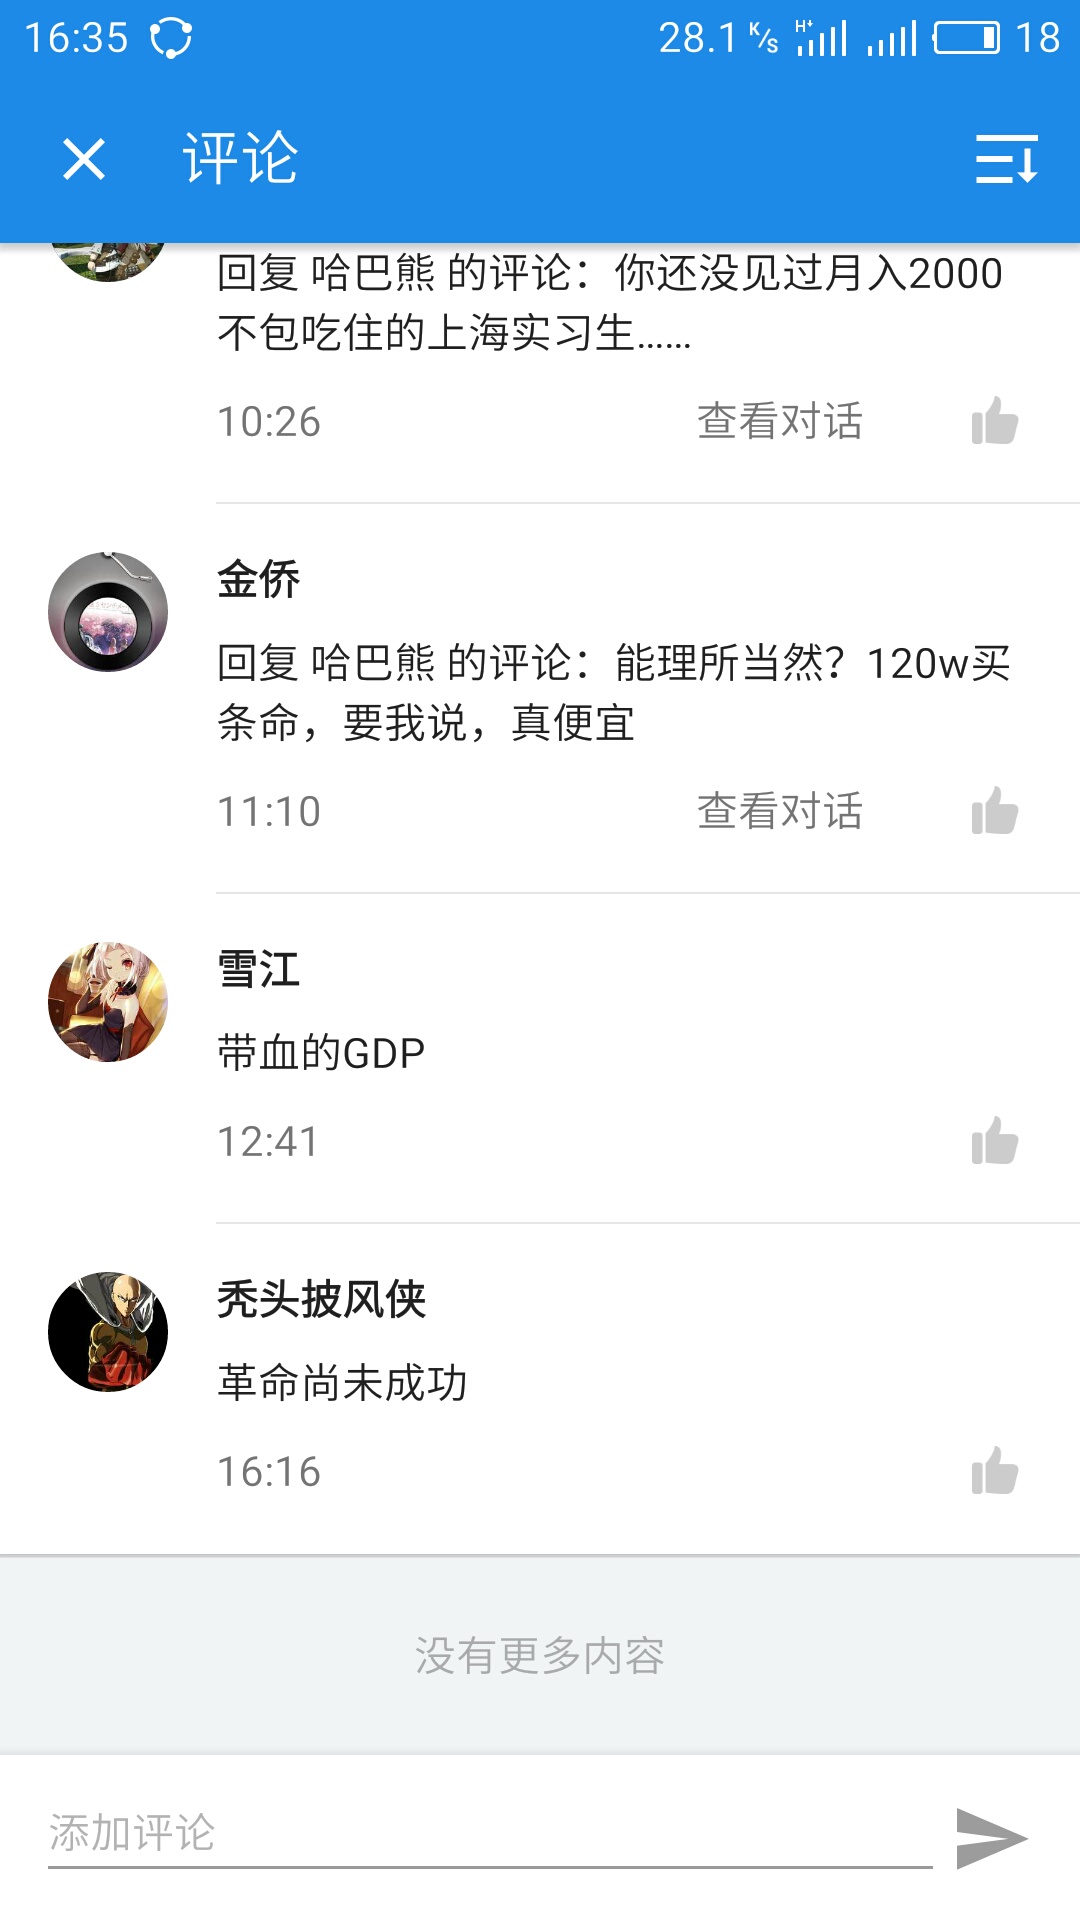 16:35 28.1 K/s H+ 18
评论
回复 哈巴熊 的评论：你还没见过月入2000
不包吃住的上海实习生......
10:26 查看对话
金侨
回复 哈巴熊 的评论：能理所当然？120w买
条命，要我说，真便宜
11:10 查看对话
雪江
带血的GDP
12:41
秃头披风侠
革命尚未成功
16:16
没有更多内容
添加评论